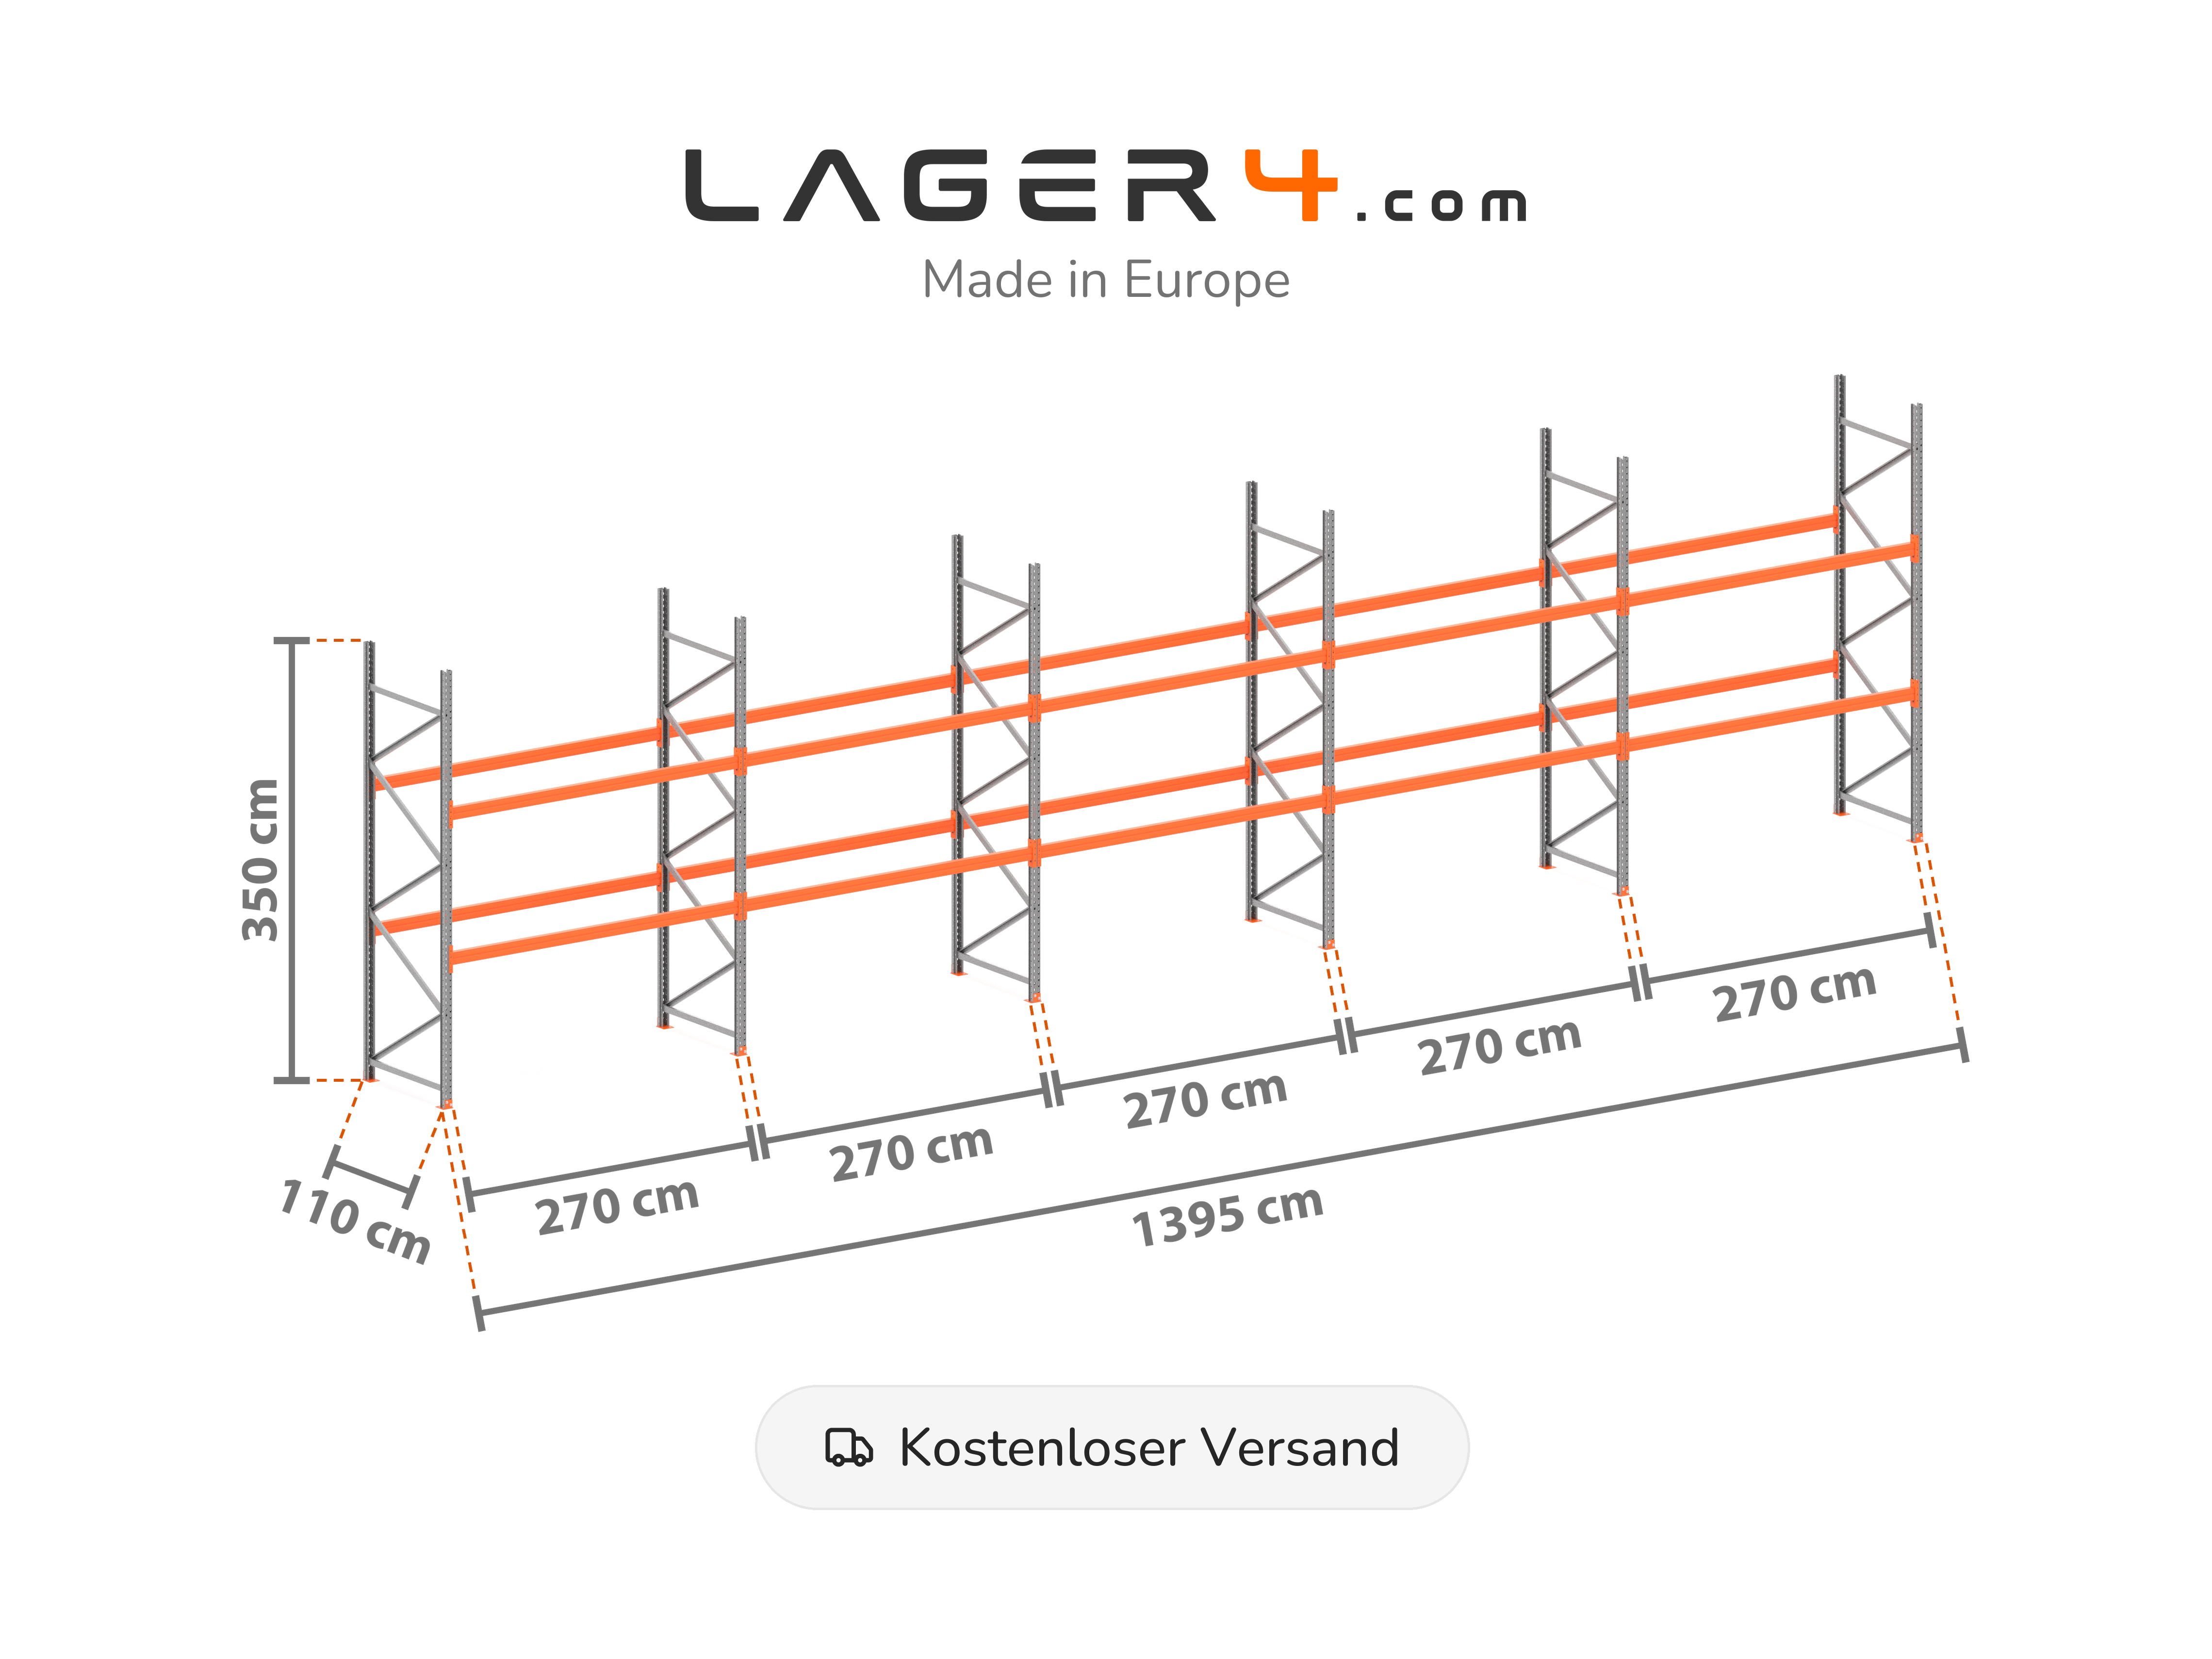 LAGER4.com
Made in Europe
350 cm
110 cm
270 cm
270 cm
270 cm
270 cm
270 cm
1395 cm
Kostenloser Versand